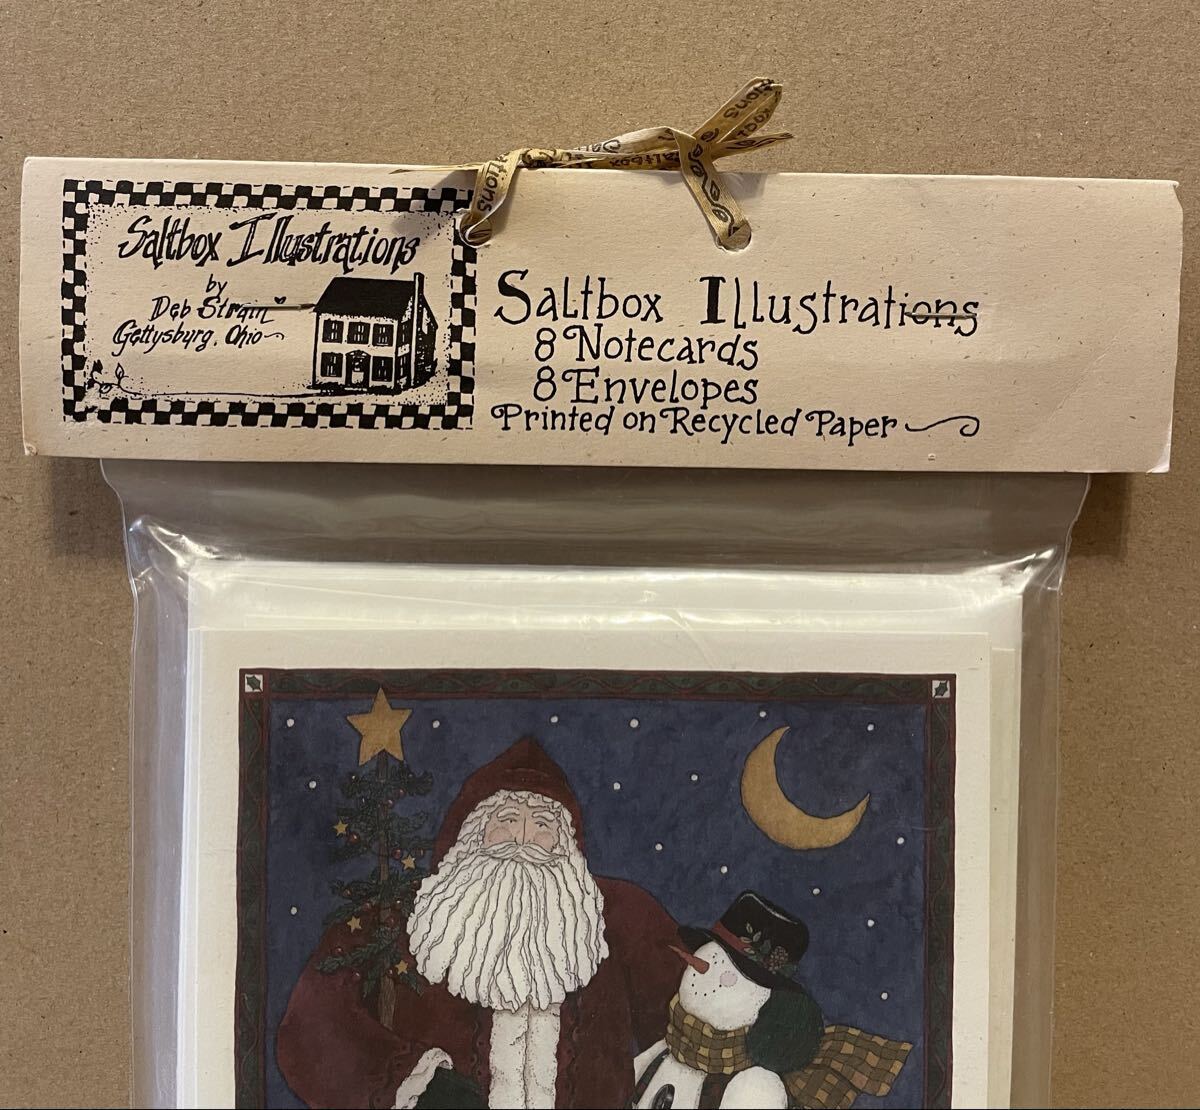 Saltbox Illustrations
by
Deb Strain
Gettysburg, Ohio
Saltbox Illustrations
8 Notecards
8 Envelopes
Printed on Recycled Paper